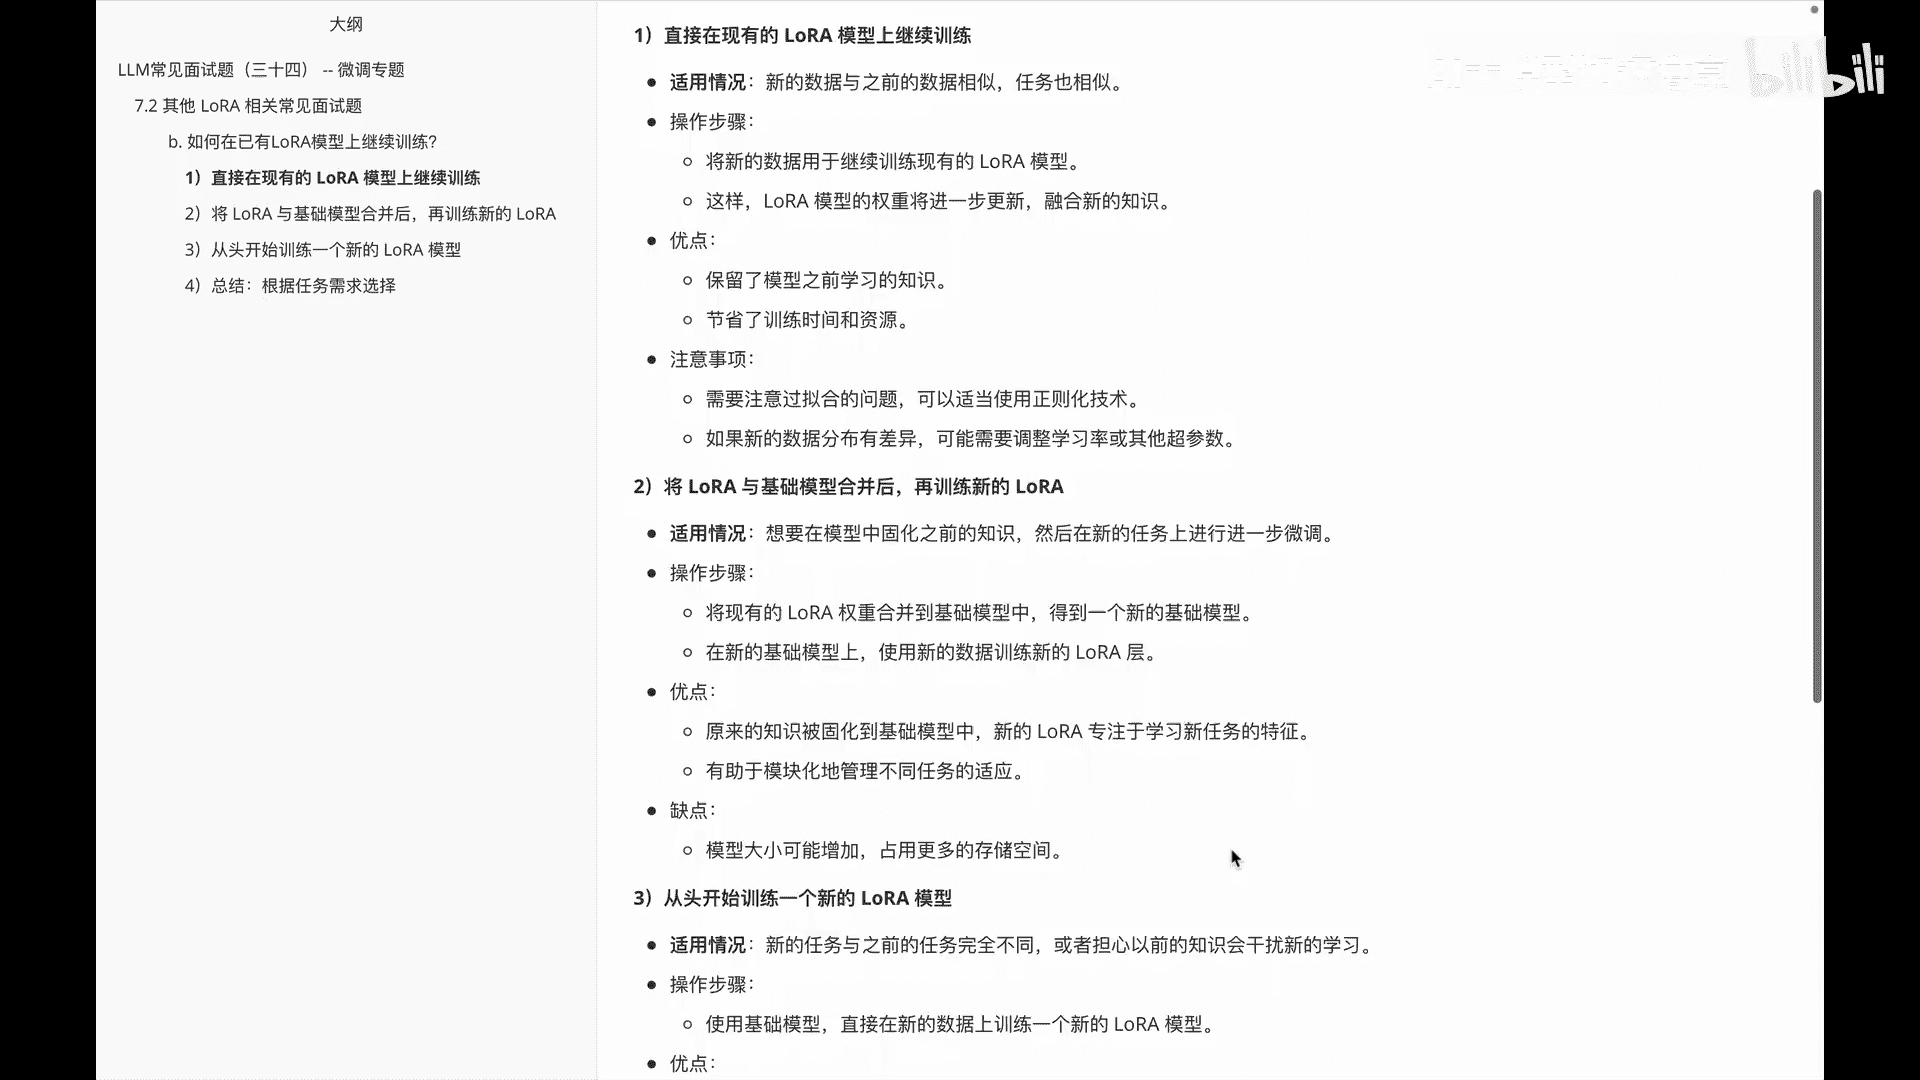 大纲
LLM常见面试题（三十四） -- 微调专题
7.2 其他 LoRA 相关常见面试题
b. 如何在已有LoRA模型上继续训练？
1）直接在现有的 LoRA 模型上继续训练
2）将 LoRA 与基础模型合并后，再训练新的 LoRA
3）从头开始训练一个新的 LoRA 模型
4）总结：根据任务需求选择
1）直接在现有的 LoRA 模型上继续训练
适用情况：新的数据与之前的数据相似，任务也相似。
操作步骤：
将新的数据用于继续训练现有的 LoRA 模型。
这样，LoRA 模型的权重将进一步更新，融合新的知识。
优点：
保留了模型之前学习的知识。
节省了训练时间和资源。
注意事项：
需要注意过拟合的问题，可以适当使用正则化技术。
如果新的数据分布有差异，可能需要调整学习率或其他超参数。
2）将 LoRA 与基础模型合并后，再训练新的 LoRA
适用情况：想要在模型中固化之前的知识，然后在新的任务上进行进一步微调。
操作步骤：
将现有的 LoRA 权重合并到基础模型中，得到一个新的基础模型。
在新的基础模型上，使用新的数据训练新的 LoRA 层。
优点：
原来的知识被固化到基础模型中，新的 LoRA 专注于学习新任务的特征。
有助于模块化地管理不同任务的适应。
缺点：
模型大小可能增加，占用更多的存储空间。
3）从头开始训练一个新的 LoRA 模型
适用情况：新的任务与之前的任务完全不同，或者担心以前的知识会干扰新的学习。
操作步骤：
使用基础模型，直接在新的数据上训练一个新的 LoRA 模型。
优点：
bilibili